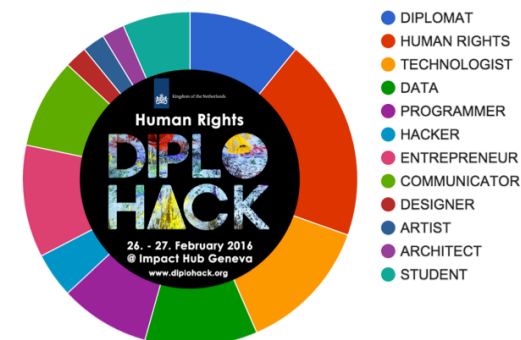 Kingdom of the Netherlands
Human Rights
DIPLO
HACK
26. - 27. February 2016
@ Impact Hub Geneva
www.diplohack.org
DIPLOMAT
HUMAN RIGHTS
TECHNOLOGIST
DATA
PROGRAMMER
HACKER
ENTREPRENEUR
COMMUNICATOR
DESIGNER
ARTIST
ARCHITECT
STUDENT